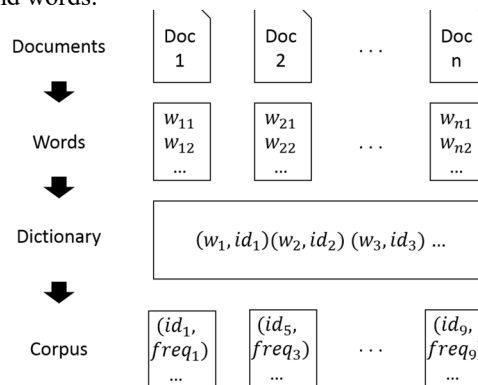 d words.
Documents
Doc
1
Doc
2
. . .
Doc
n
Words
w₁₁
w₁₂
...
w₂₁
w₂₂
...
. . .
wₙ₁
wₙ₂
...
Dictionary
(w₁, id₁)(w₂, id₂) (w₃, id₃) ...
Corpus
(id₁,
freq₁)
...
(id₅,
freq₃)
...
. . .
(id₉,
freq₉)
...